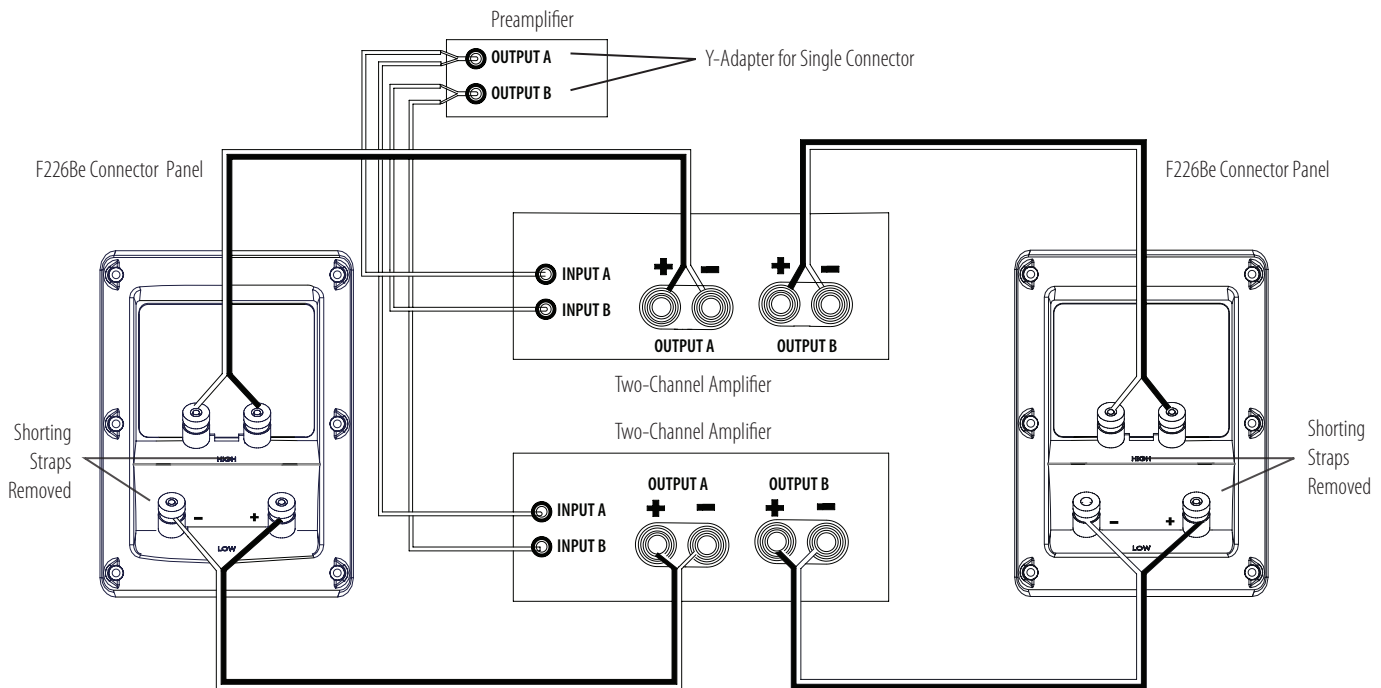 Preamplifier
OUTPUT A
OUTPUT B
Y-Adapter for Single Connector
F226Be Connector Panel
F226Be Connector Panel
INPUT A
INPUT B
+
−
+
−
OUTPUT A
OUTPUT B
Two-Channel Amplifier
Two-Channel Amplifier
OUTPUT A
OUTPUT B
+
−
+
−
INPUT A
INPUT B
Shorting
Straps
Removed
HIGH
- +
LOW
HIGH
- +
LOW
Shorting
Straps
Removed